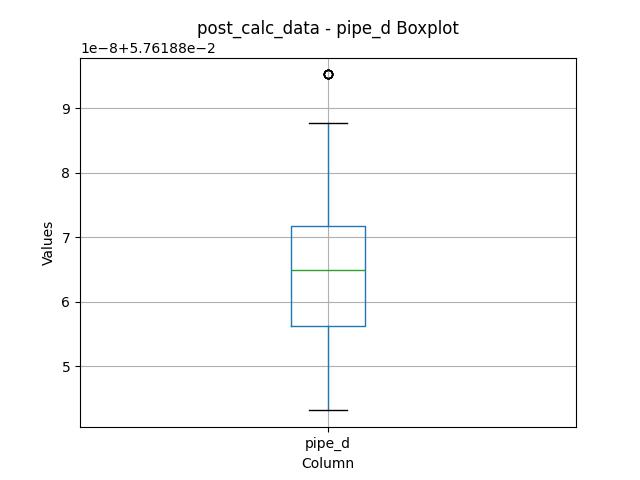 post_calc_data - pipe_d Boxplot
1e−8+5.76188e−2
9
8
7
6
5
Values
pipe_d
Column